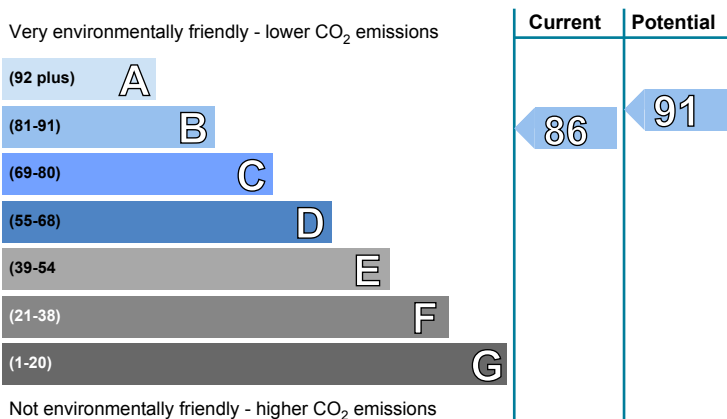 Very environmentally friendly - lower CO2 emissions
Current
Potential
(92 plus) A
(81-91) B
(69-80) C
(55-68) D
(39-54 E
(21-38) F
(1-20) G
86
91
Not environmentally friendly - higher CO2 emissions